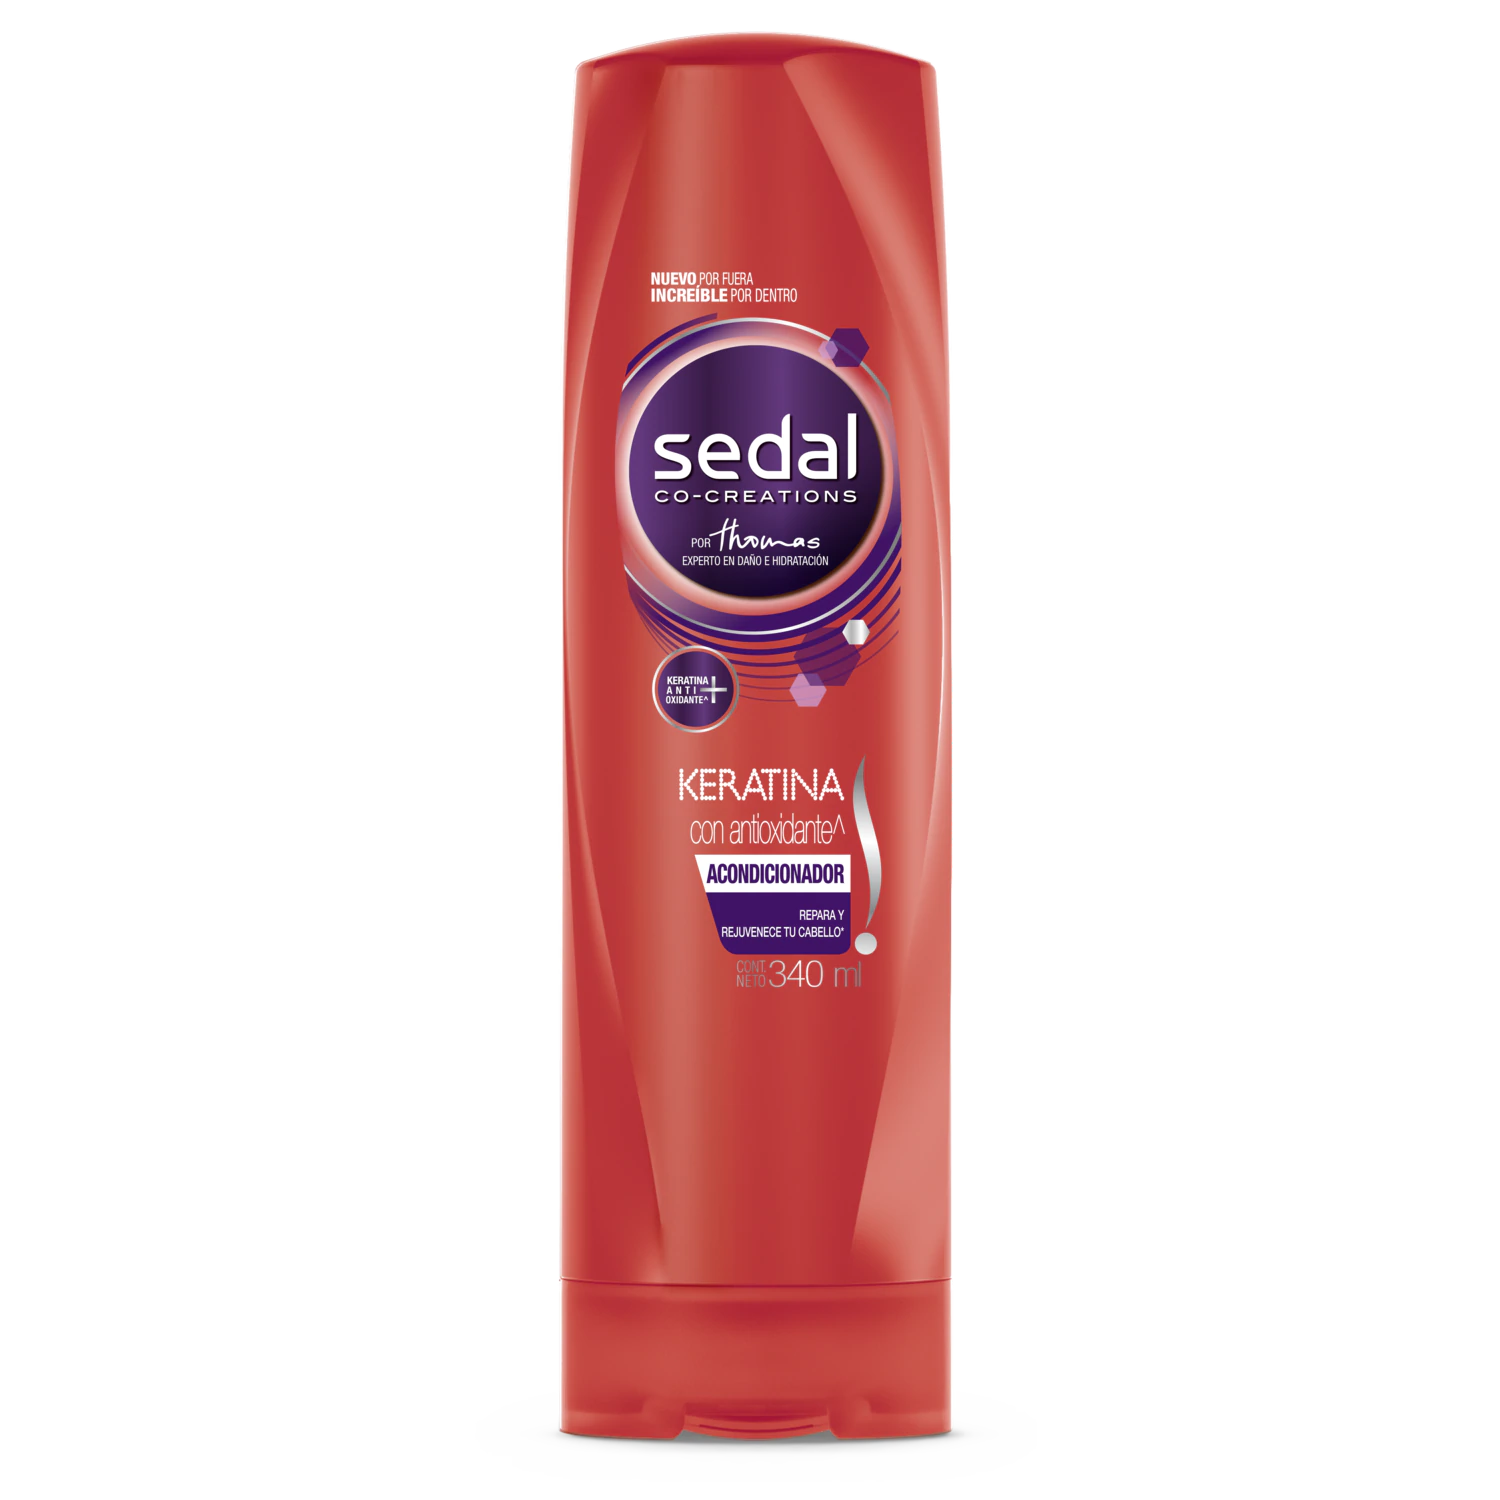 NUEVO POR FUERA
INCREÍBLE POR DENTRO
sedal
CO-CREATIONS
POR thomas
EXPERTO EN DAÑO E HIDRATACIÓN
KERATINA
ANTI +
OXIDANTE^
KERATINA
con antioxidante^
ACONDICIONADOR
REPARA Y
REJUVENECE TU CABELLO*
CONT.
NETO 340 ml